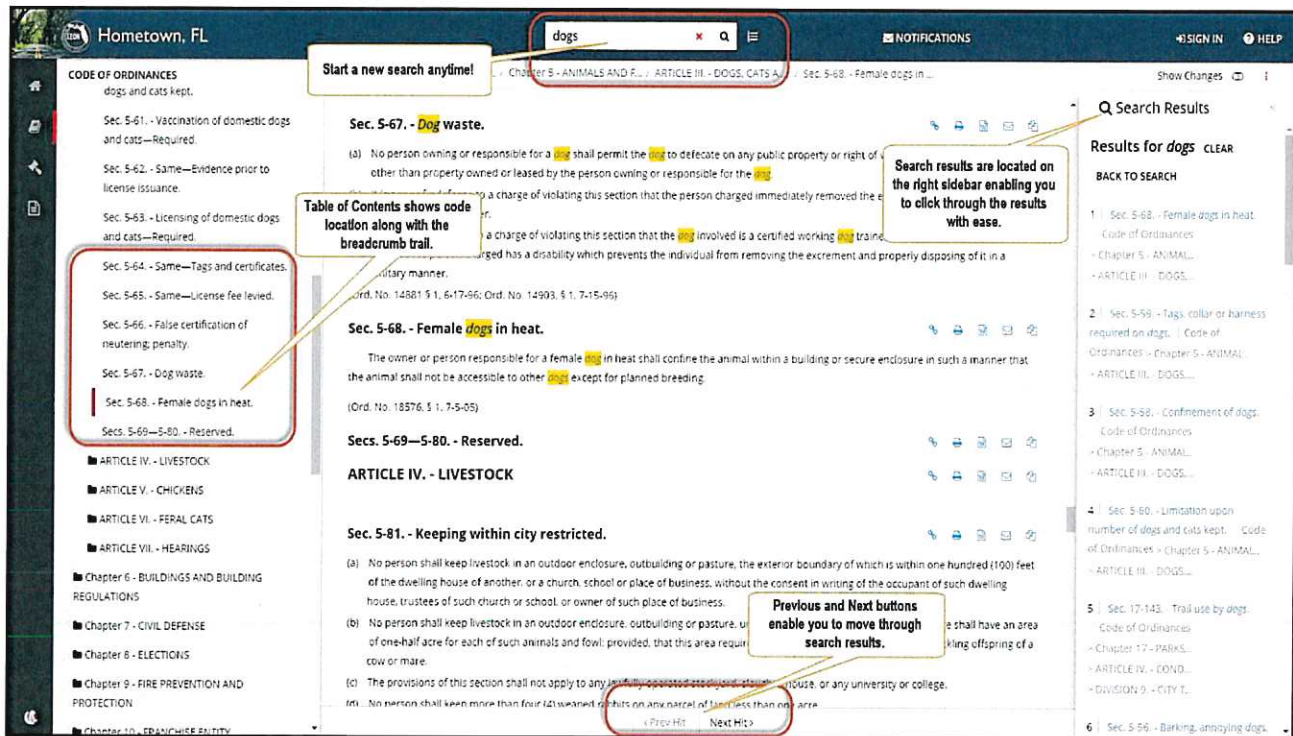 Hometown, FL
dogs
NOTIFICATIONS
SIGN IN
HELP
Start a new search anytime!
Chapter 5 - ANIMALS AND F... / ARTICLE III. - DOGS, CATS A... / Sec. 5-68. - Female dogs in ...
Show Changes
CODE OF ORDINANCES
dogs and cats kept.
Sec. 5-61. - Vaccination of domestic dogs
and cats—Required.
Sec. 5-62. - Same—Evidence prior to
license issuance.
Sec. 5-63. - Licensing of domestic dogs
and cats—Required.
Sec. 5-64. - Same—Tags and certificates.
Sec. 5-65. - Same—License fee levied.
Sec. 5-66. - False certification of
neutering; penalty.
Sec. 5-67. - Dog waste.
Sec. 5-68. - Female dogs in heat.
Secs. 5-69—5-80. - Reserved.
ARTICLE IV. - LIVESTOCK
ARTICLE V. - CHICKENS
ARTICLE VI. - FERAL CATS
ARTICLE VII. - HEARINGS
Chapter 6 - BUILDINGS AND BUILDING
REGULATIONS
Chapter 7 - CIVIL DEFENSE
Chapter 8 - ELECTIONS
Chapter 9 - FIRE PREVENTION AND
PROTECTION
Chapter 10 - FRANCHISE ENTITY
Table of Contents shows code
location along with the
breadcrumb trail.
Sec. 5-67. - Dog waste.
(a) No person owning or responsible for a dog shall permit the dog to defecate on any public property or right of
other than property owned or leased by the person owning or responsible for the dog.
to a charge of violating this section that the person charged immediately removed the
a charge of violating this section that the dog involved is a certified working dog
has a disability which prevents the individual from removing the excrement and properly disposing of it in a
manner.
(Ord. No. 14881 § 1, 6-17-96; Ord. No. 14903, § 1, 7-15-96)
Sec. 5-68. - Female dogs in heat.
The owner or person responsible for a female dog in heat shall confine the animal within a building or secure enclosure in such a manner that
the animal shall not be accessible to other dogs except for planned breeding.
(Ord. No. 18576, § 1, 7-5-05)
Secs. 5-69—5-80. - Reserved.
ARTICLE IV. - LIVESTOCK
Sec. 5-81. - Keeping within city restricted.
(a) No person shall keep livestock in an outdoor enclosure, outbuilding or pasture, the exterior boundary of which is within one hundred (100) feet
of the dwelling house of another, or a church, school or place of business, without the consent in writing of the occupant of such dwelling
house, trustees of such church or school, or owner of such place of business.
(b) No person shall keep livestock in an outdoor enclosure, outbuilding or pasture, shall have an area
of one-half acre for each of such animals and fowl; provided, that this area offspring of a
cow or mare.
(c) The provisions of this section shall not apply to any lawfully operated stockyard, or any university or college.
(d) No person shall keep more than four (4) weaned rabbits on any parcel of land less than one acre
Previous and Next buttons
enable you to move through
search results.
‹ Prev Hit
Next Hit ›
Search results are located on
the right sidebar enabling you
to click through the results
with ease.
Search Results
Results for dogs CLEAR
BACK TO SEARCH
1 | Sec. 5-68. - Female dogs in heat.
Code of Ordinances
> Chapter 5 - ANIMAL...
> ARTICLE III. - DOGS,...
2 | Sec. 5-59. - Tags, collar or harness
required on dogs. | Code of
Ordinances > Chapter 5 - ANIMAL...
> ARTICLE III. - DOGS,...
3 | Sec. 5-58. - Confinement of dogs.
Code of Ordinances
> Chapter 5 - ANIMAL...
> ARTICLE III. - DOGS,...
4 | Sec. 5-60. - Limitation upon
number of dogs and cats kept. Code
of Ordinances > Chapter 5 - ANIMAL...
> ARTICLE III. - DOGS,...
5 | Sec. 17-143. Trail use by dogs.
Code of Ordinances
> Chapter 17 - PARKS...
> ARTICLE IV. - COND...
> DIVISION 9. - CITY T...
6 | Sec. 5-56. - Barking, annoying dogs.